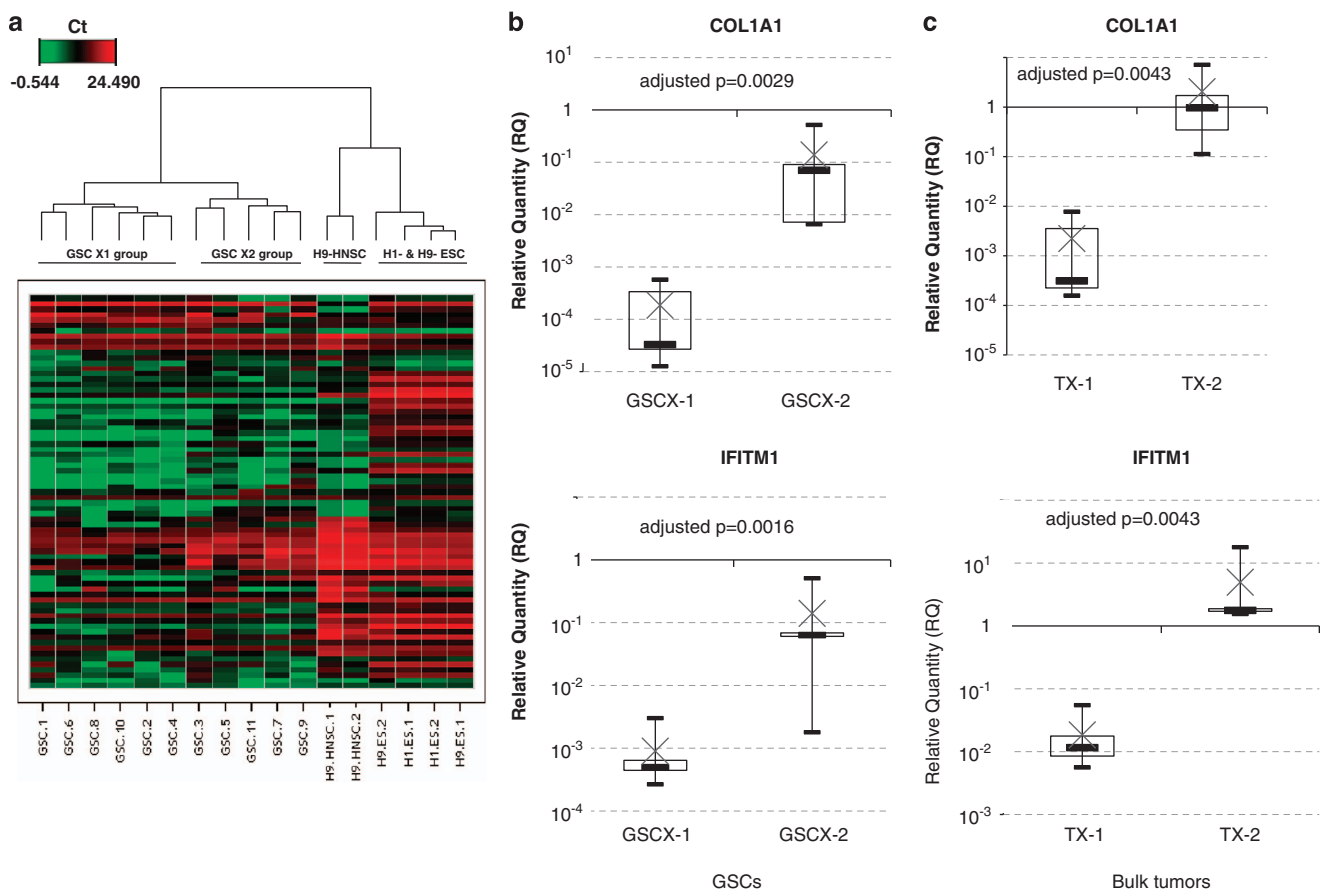 a
Ct
-0.544 24.490
GSC X1 group GSC X2 group H9-HNSC H1- & H9- ESC
GSC.1 GSC.6 GSC.8 GSC.10 GSC.2 GSC.4 GSC.3 GSC.5 GSC.11 GSC.7 GSC.9 H9.HNSC.1 H9.HNSC.2 H9.ES.2 H1.ES.1 H1.ES.2 H9.ES.1
b
COL1A1
adjusted p=0.0029
Relative Quantity (RQ)
10¹
1
10⁻¹
10⁻²
10⁻³
10⁻⁴
10⁻⁵
GSCX-1 GSCX-2
IFITM1
adjusted p=0.0016
Relative Quantity (RQ)
1
10⁻¹
10⁻²
10⁻³
10⁻⁴
GSCX-1 GSCX-2
GSCs
c
COL1A1
adjusted p=0.0043
Relative Quantity (RQ)
1
10⁻¹
10⁻²
10⁻³
10⁻⁴
10⁻⁵
TX-1 TX-2
IFITM1
adjusted p=0.0043
Relative Quantity (RQ)
10¹
1
10⁻¹
10⁻²
10⁻³
TX-1 TX-2
Bulk tumors